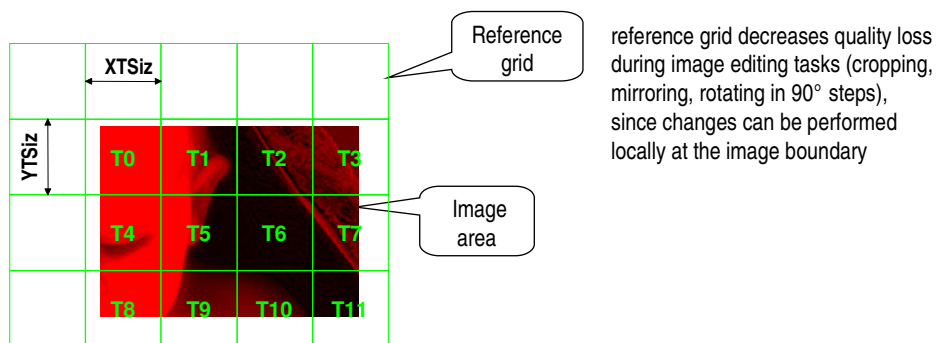 Reference
grid
reference grid decreases quality loss
during image editing tasks (cropping,
mirroring, rotating in 90° steps),
since changes can be performed
locally at the image boundary
XTSiz
YTSiz
T0 T1 T2 T3
Image
area
T4 T5 T6 T7
T8 T9 T10 T11